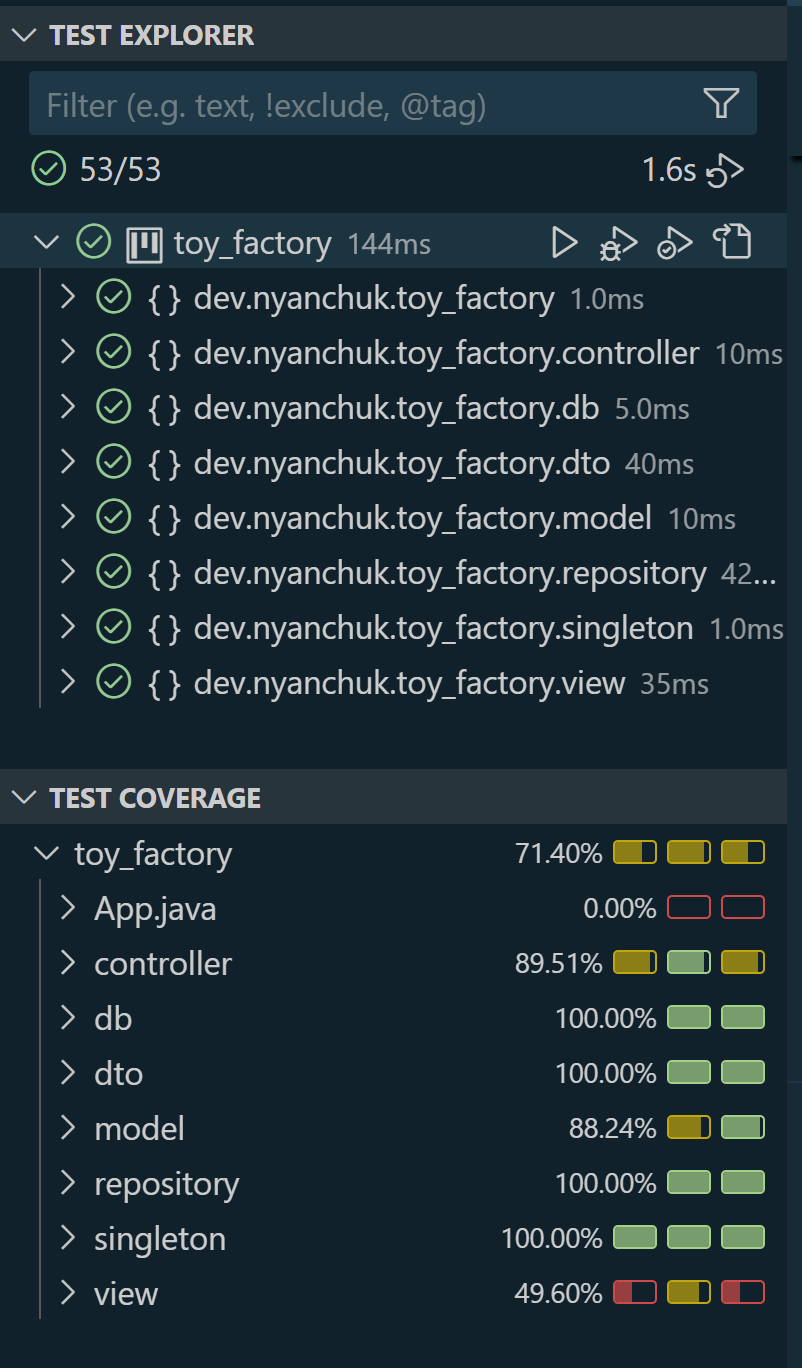 TEST EXPLORER
Filter (e.g. text, !exclude, @tag)
53/53 1.6s
toy_factory 144ms
{ } dev.nyanchuk.toy_factory 1.0ms
{ } dev.nyanchuk.toy_factory.controller 10ms
{ } dev.nyanchuk.toy_factory.db 5.0ms
{ } dev.nyanchuk.toy_factory.dto 40ms
{ } dev.nyanchuk.toy_factory.model 10ms
{ } dev.nyanchuk.toy_factory.repository 42...
{ } dev.nyanchuk.toy_factory.singleton 1.0ms
{ } dev.nyanchuk.toy_factory.view 35ms
TEST COVERAGE
toy_factory 71.40%
App.java 0.00%
controller 89.51%
db 100.00%
dto 100.00%
model 88.24%
repository 100.00%
singleton 100.00%
view 49.60%